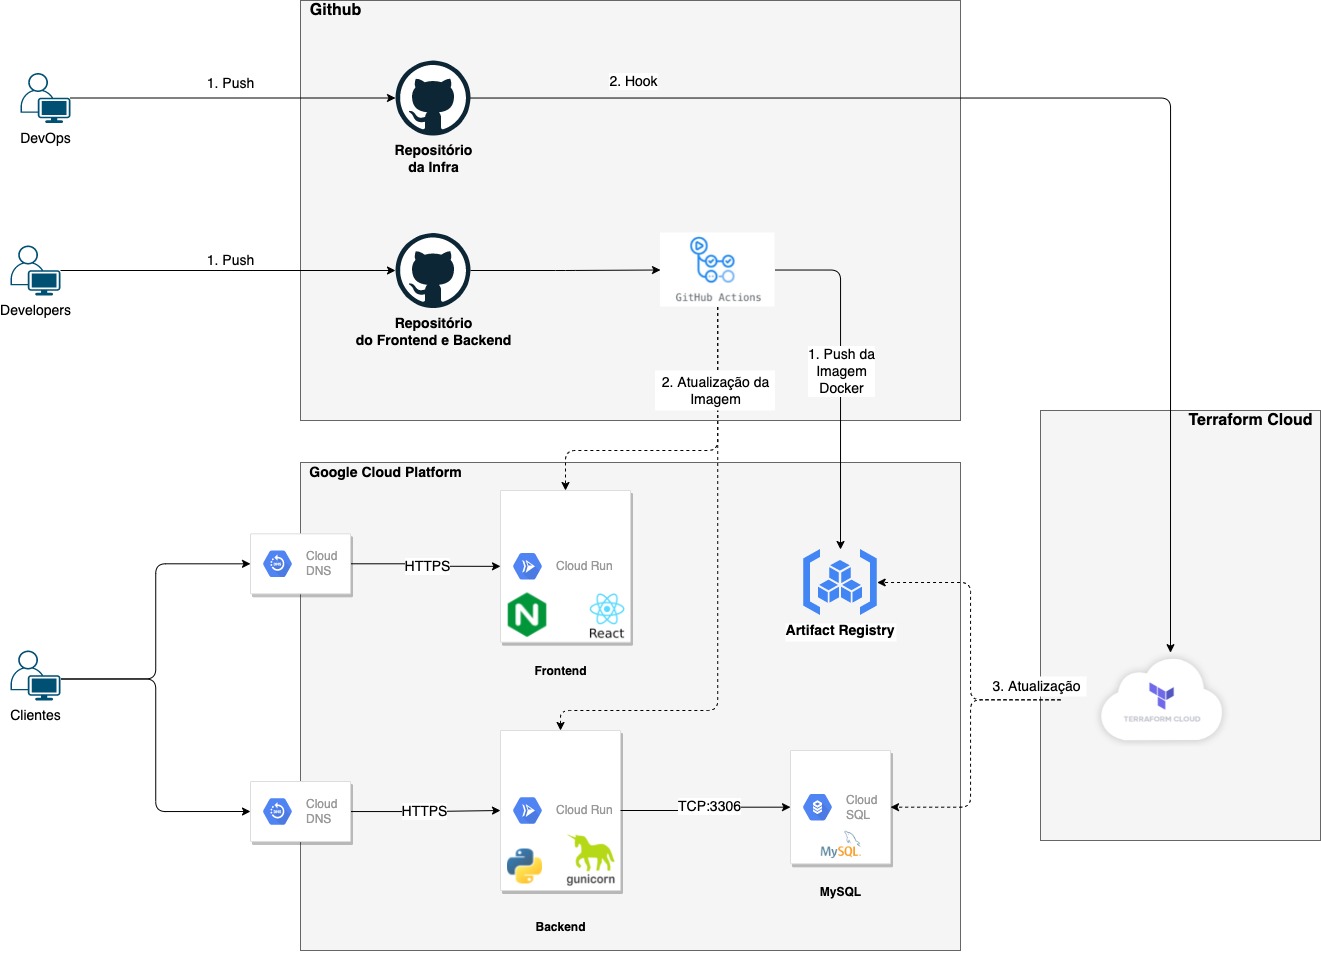 Github
1. Push
2. Hook
DevOps
Repositório
da Infra
1. Push
Developers
GitHub Actions
Repositório
do Frontend e Backend
1. Push da
Imagem
Docker
2. Atualização da
Imagem
Terraform Cloud
Google Cloud Platform
Cloud
DNS
HTTPS
Cloud Run
React
Frontend
Artifact Registry
3. Atualização
TERRAFORM CLOUD
Clientes
Cloud
DNS
HTTPS
Cloud Run
gunicorn
Backend
TCP:3306
Cloud
SQL
MySQL
MySQL